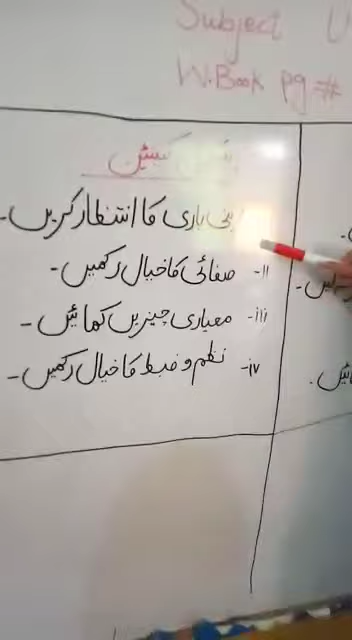 Subject U
W.Book pg #
کینٹین
باری کا انتظار کریں۔
ii- صفائی کا خیال رکھیں۔
iii- معیاری چیزیں کھائیں۔
iv- نظم و ضبط کا خیال رکھیں۔